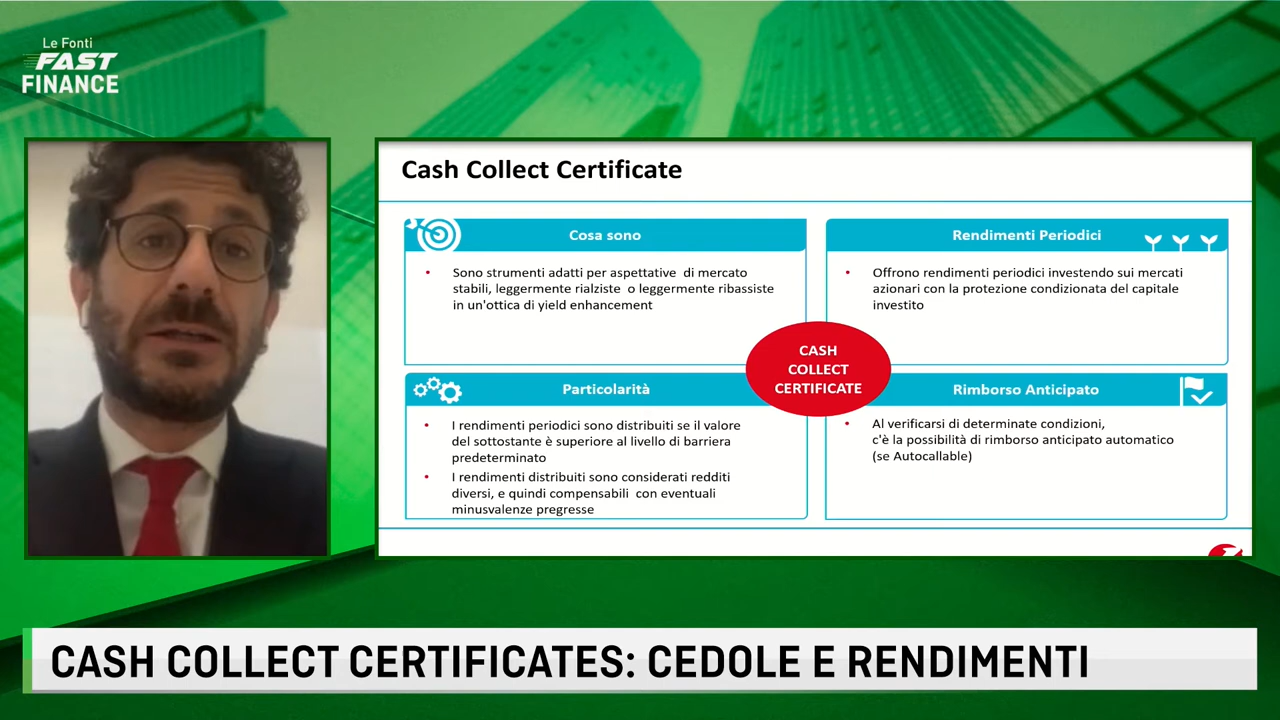 Le Fonti
FAST
FINANCE
Cash Collect Certificate
Cosa sono
Sono strumenti adatti per aspettative di mercato
stabili, leggermente rialziste o leggermente ribassiste
in un'ottica di yield enhancement
Rendimenti Periodici
Offrono rendimenti periodici investendo sui mercati
azionari con la protezione condizionata del capitale
investito
CASH
COLLECT
CERTIFICATE
Particolarità
I rendimenti periodici sono distribuiti se il valore
del sottostante è superiore al livello di barriera
predeterminato
I rendimenti distribuiti sono considerati redditi
diversi, e quindi compensabili con eventuali
minusvalenze pregresse
Rimborso Anticipato
Al verificarsi di determinate condizioni,
c'è la possibilità di rimborso anticipato automatico
(se Autocallable)
CASH COLLECT CERTIFICATES: CEDOLE E RENDIMENTI